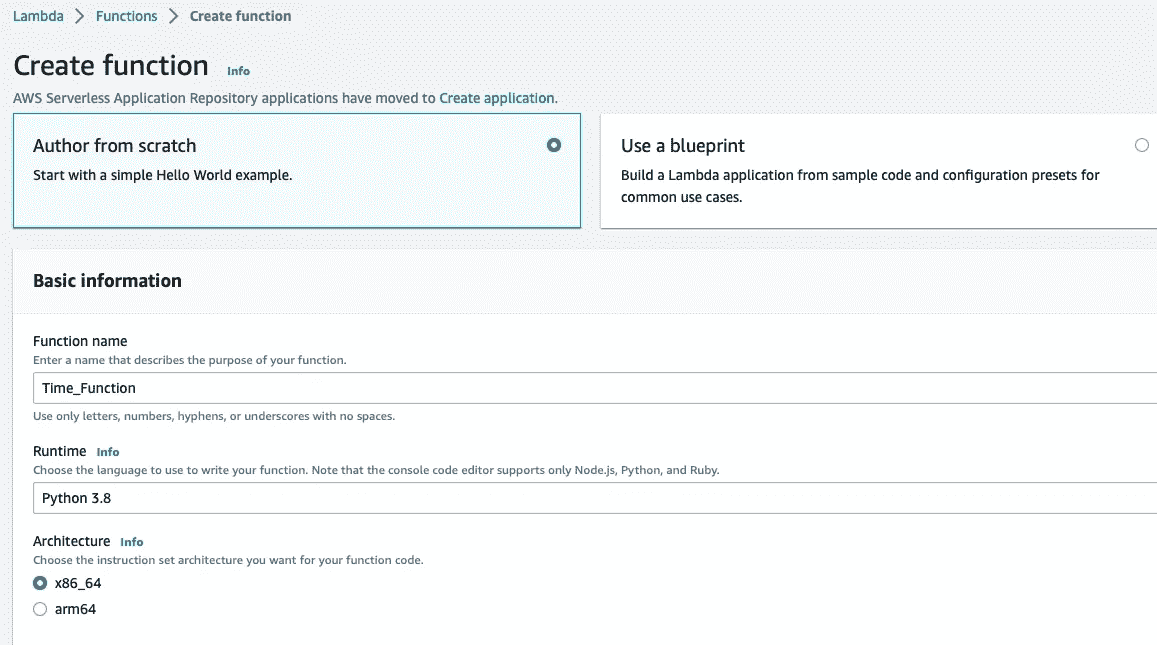 Lambda > Functions > Create function
Create function Info
AWS Serverless Application Repository applications have moved to Create application.
Author from scratch
Start with a simple Hello World example.
Use a blueprint
Build a Lambda application from sample code and configuration presets for
common use cases.
Basic information
Function name
Enter a name that describes the purpose of your function.
Time_Function
Use only letters, numbers, hyphens, or underscores with no spaces.
Runtime Info
Choose the language to use to write your function. Note that the console code editor supports only Node.js, Python, and Ruby.
Python 3.8
Architecture Info
Choose the instruction set architecture you want for your function code.
x86_64
arm64